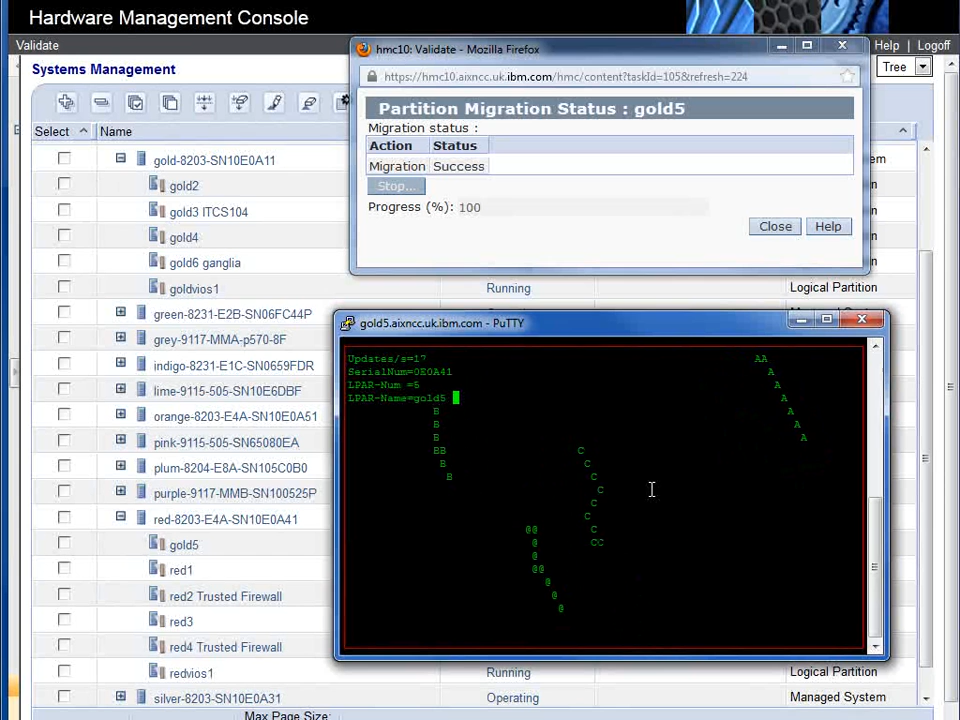 Hardware Management Console
Validate
Help | Logoff
Systems Management
Tree
Select Name
gold-8203-SN10E0A11
gold2
gold3 ITCS104
gold4
gold6 ganglia
goldvios1 Running Logical Partition
green-8231-E2B-SN06FC44P
grey-9117-MMA-p570-8F
indigo-8231-E1C-SN0659FDR
lime-9115-505-SN10E6DBF
orange-8203-E4A-SN10E0A51
pink-9115-505-SN65080EA
plum-8204-E8A-SN105C0B0
purple-9117-MMB-SN100525P
red-8203-E4A-SN10E0A41
gold5
red1
red2 Trusted Firewall
red3
red4 Trusted Firewall
redvios1 Running Logical Partition
silver-8203-SN10E0A31 Operating Managed System
Max Page Size:
hmc10: Validate - Mozilla Firefox
https://hmc10.aixncc.uk.ibm.com/hmc/content?taskId=105&refresh=224
Partition Migration Status : gold5
Migration status :
Action Status
Migration Success
Stop...
Progress (%): 100
Close Help
gold5.aixncc.uk.ibm.com - PuTTY
Updates/s=17 AA
SerialNum=0E0A41 A
LPAR-Num =5 A
LPAR-Name=gold5 A
B A
B A
B A
BB C
B C
B C
C
C
C
@@ C
@ CC
@
@@
@
@
@